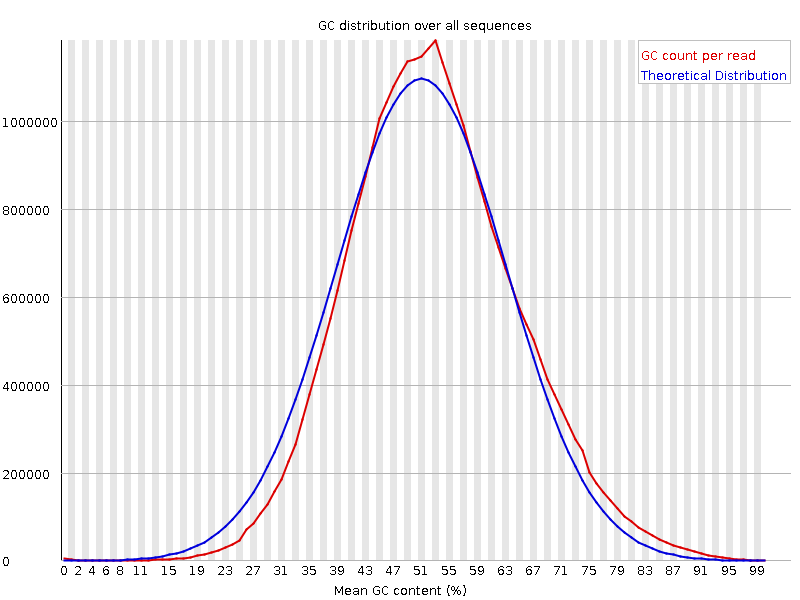 GC distribution over all sequences
GC count per read
Theoretical Distribution
1000000
800000
600000
400000
200000
0
0 2 4 6 8 11 15 19 23 27 31 35 39 43 47 51 55 59 63 67 71 75 79 83 87 91 95 99
Mean GC content (%)